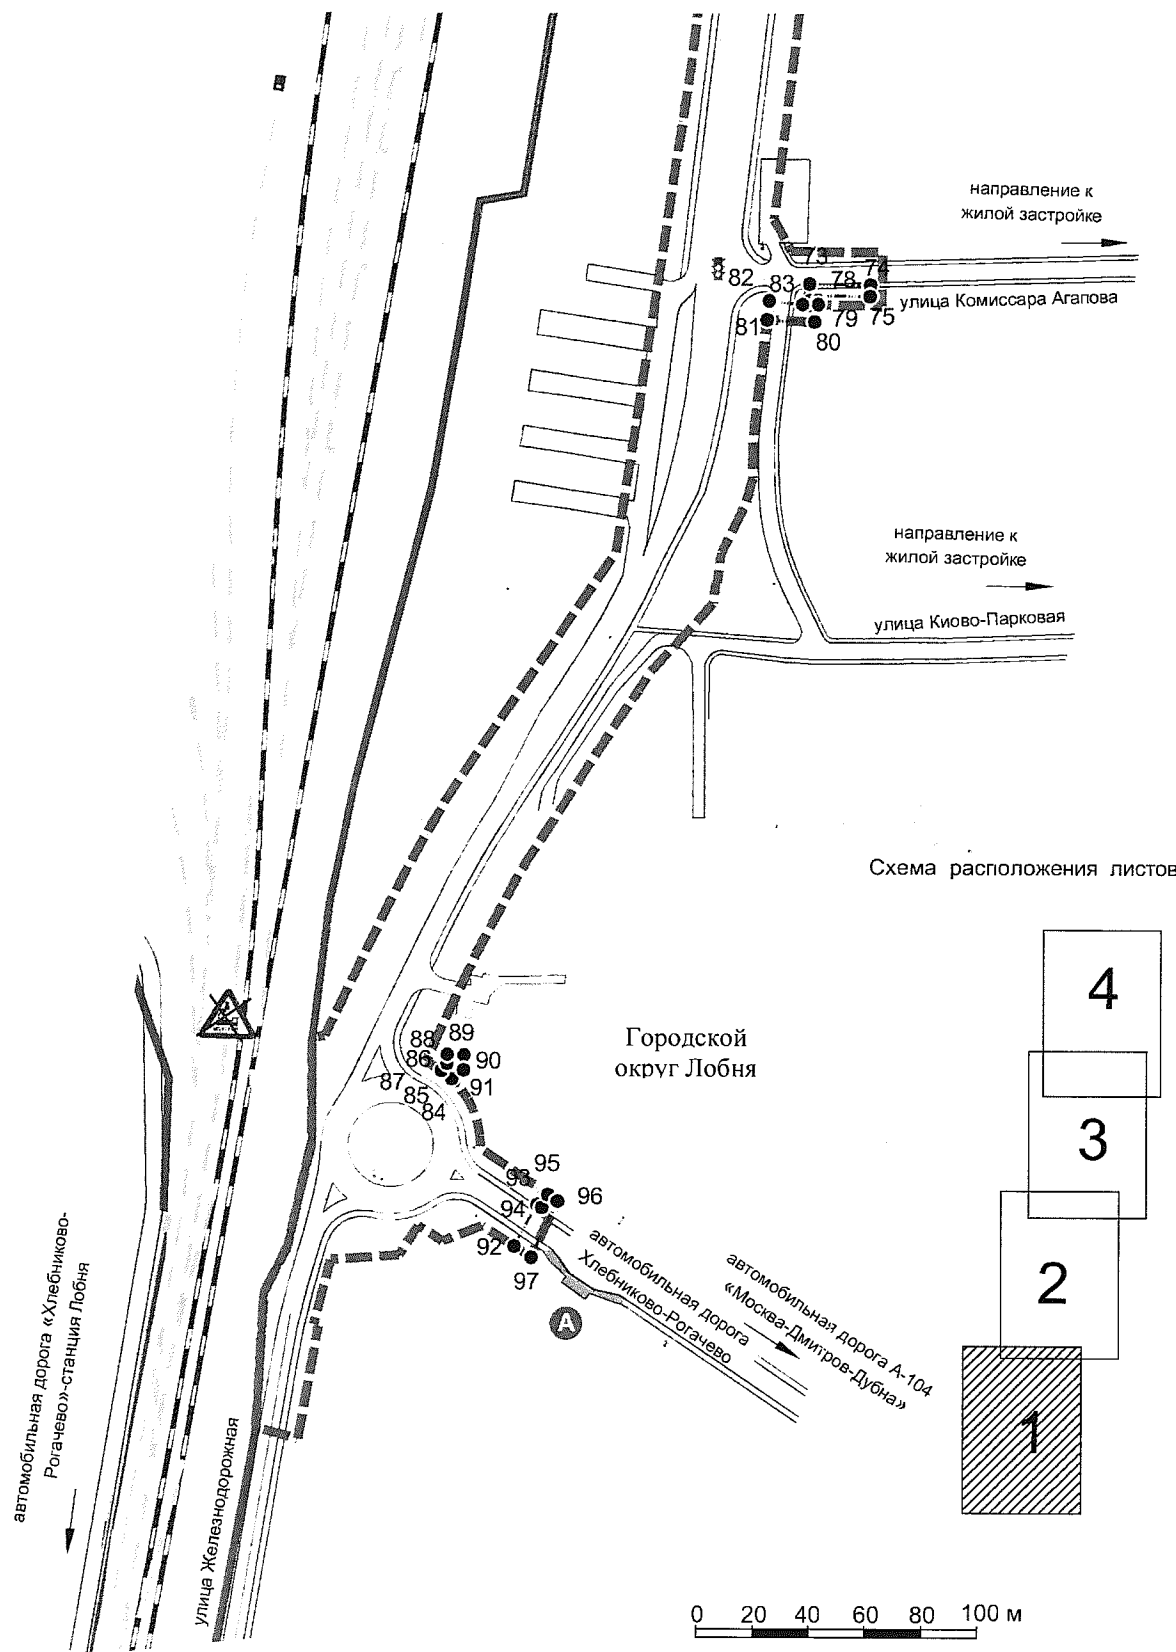 направление к
жилой застройке
73
82
83
78
74
улица Комиссара Агапова
81
79
75
80
направление к
жилой застройке
улица Киово-Парковая
Схема расположения листов
4
3
2
1
Городской
округ Лобня
88
89
86
90
87
85
91
84
93
95
94
96
92
97
А
автомобильная дорога
Хлебниково-Рогачево
автомобильная дорога А-104
«Москва-Дмитров-Дубна»
автомобильная дорога «Хлебниково-
Рогачево»-станция Лобня
улица Железнодорожная
0 20 40 60 80 100 м